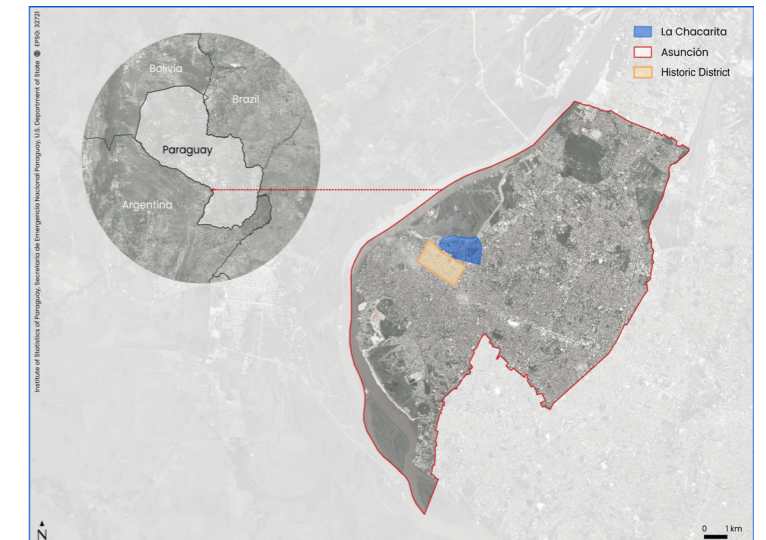 La Chacarita
Asunción
Historic District
Bolivia
Brazil
Paraguay
Argentina
Institute of Statistics of Paraguay, Secretaria de Emergencia Nacional Paraguay, U.S. Department of State ⊕ EPSG: 32721
N
0 1 km